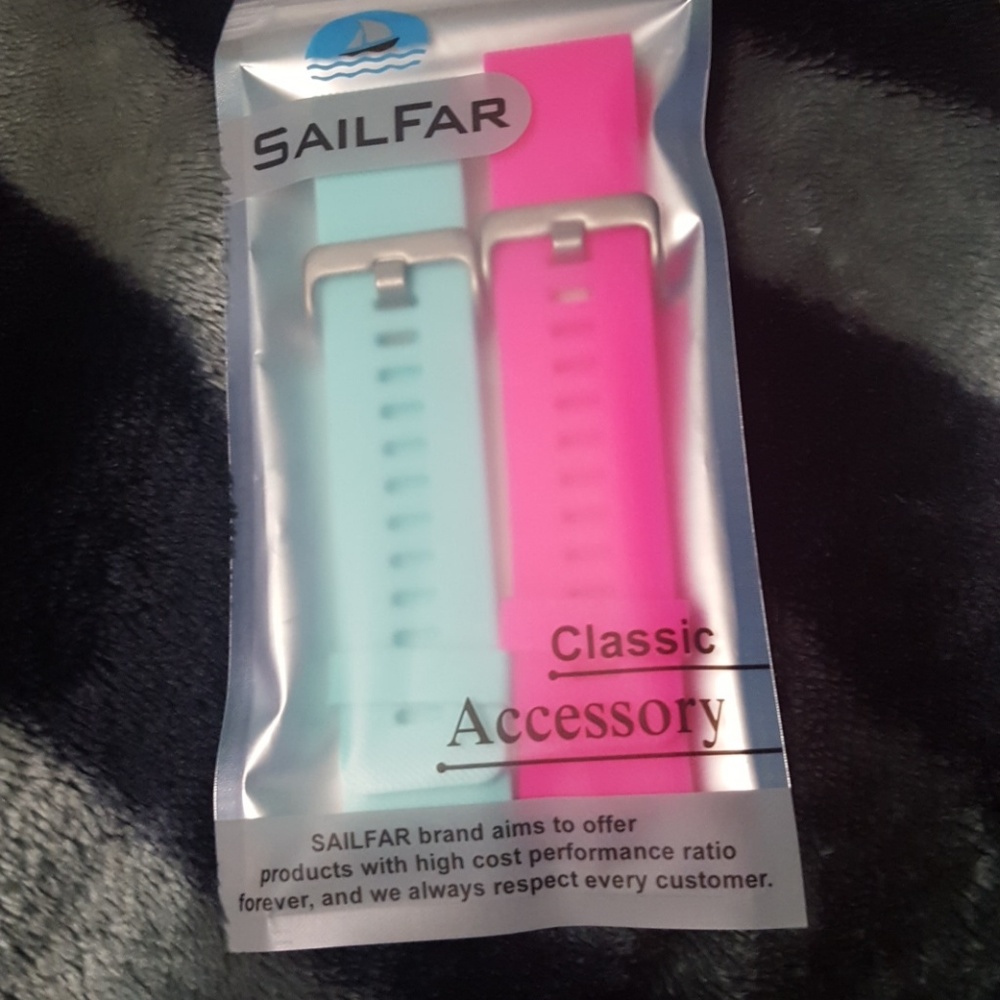 SAILFAR
Classic
Accessory
SAILFAR brand aims to offer
products with high cost performance ratio
forever, and we always respect every customer.